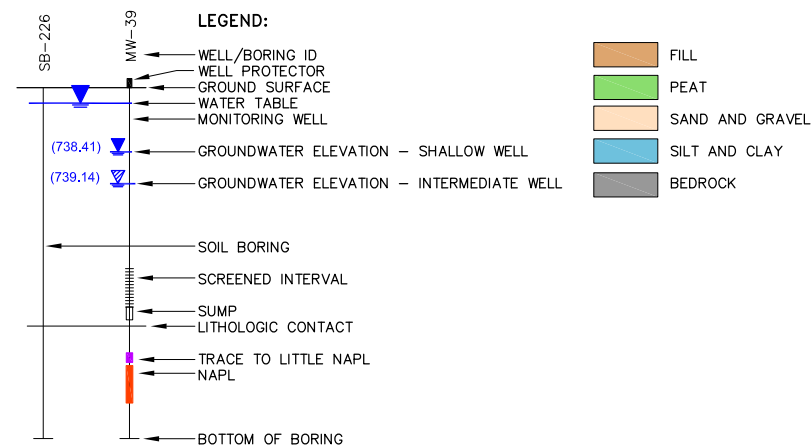 SB-226
MW-39
LEGEND:
WELL/BORING ID
WELL PROTECTOR
GROUND SURFACE
WATER TABLE
MONITORING WELL
(738.41)
GROUNDWATER ELEVATION – SHALLOW WELL
(739.14)
GROUNDWATER ELEVATION – INTERMEDIATE WELL
SOIL BORING
SCREENED INTERVAL
SUMP
LITHOLOGIC CONTACT
TRACE TO LITTLE NAPL
NAPL
BOTTOM OF BORING
FILL
PEAT
SAND AND GRAVEL
SILT AND CLAY
BEDROCK